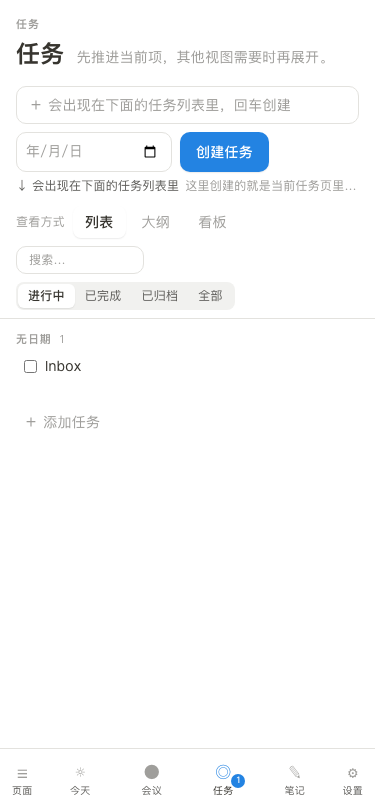 任务
任务 先推进当前项，其他视图需要时再展开。
+ 会出现在下面的任务列表里，回车创建
年/月/日 创建任务
↓ 会出现在下面的任务列表里 这里创建的就是当前任务页里...
查看方式 列表 大纲 看板
搜索...
进行中 已完成 已归档 全部
无日期 1
Inbox
+ 添加任务
1
页面 今天 会议 任务 笔记 设置